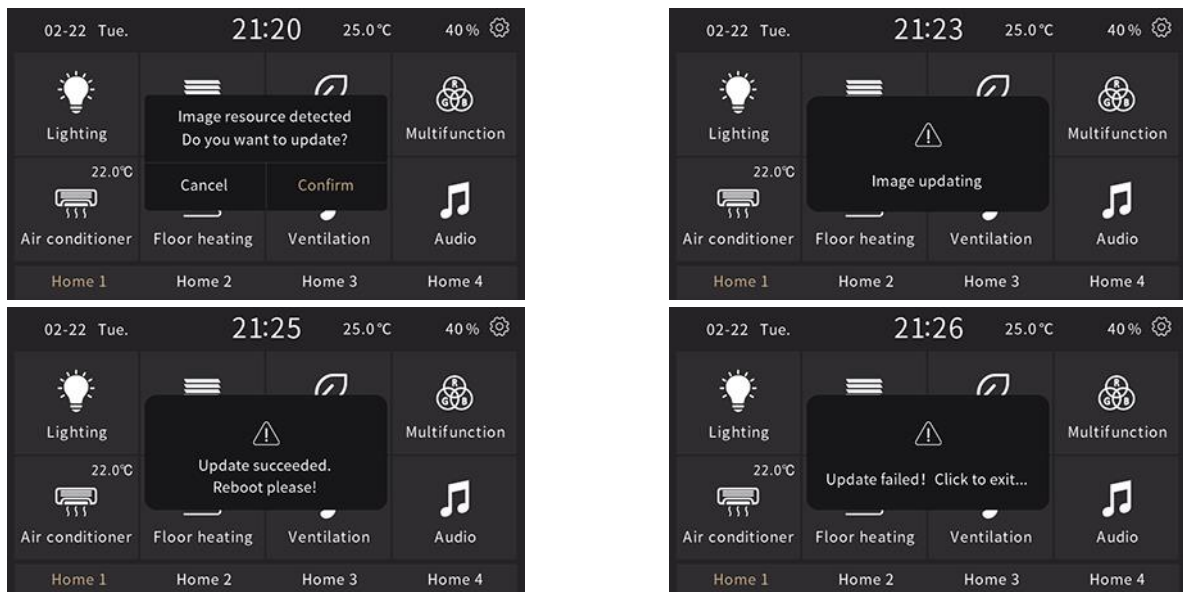 02-22 Tue. 21:20 25.0℃ 40%
Image resource detected
Do you want to update?
Lighting Multifunction
22.0℃
Cancel Confirm
Air conditioner Floor heating Ventilation Audio
Home 1 Home 2 Home 3 Home 4
02-22 Tue. 21:23 25.0℃ 40%
R
G B
Lighting Multifunction
22.0℃
Image updating
Air conditioner Floor heating Ventilation Audio
Home 1 Home 2 Home 3 Home 4
02-22 Tue. 21:25 25.0℃ 40%
R
G B
Lighting Multifunction
22.0℃
Update succeeded.
Reboot please!
Air conditioner Floor heating Ventilation Audio
Home 1 Home 2 Home 3 Home 4
02-22 Tue. 21:26 25.0℃ 40%
R
G B
Lighting Multifunction
22.0℃
Update failed! Click to exit...
Air conditioner Floor heating Ventilation Audio
Home 1 Home 2 Home 3 Home 4